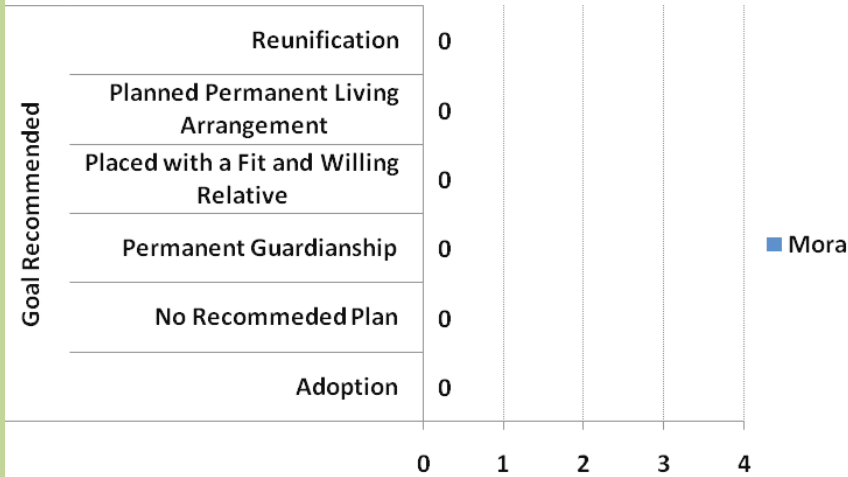 Goal Recommended
Reunification 0
Planned Permanent Living
Arrangement 0
Placed with a Fit and Willing
Relative 0
Permanent Guardianship 0
No Recommeded Plan 0
Adoption 0
0 1 2 3 4
Mora